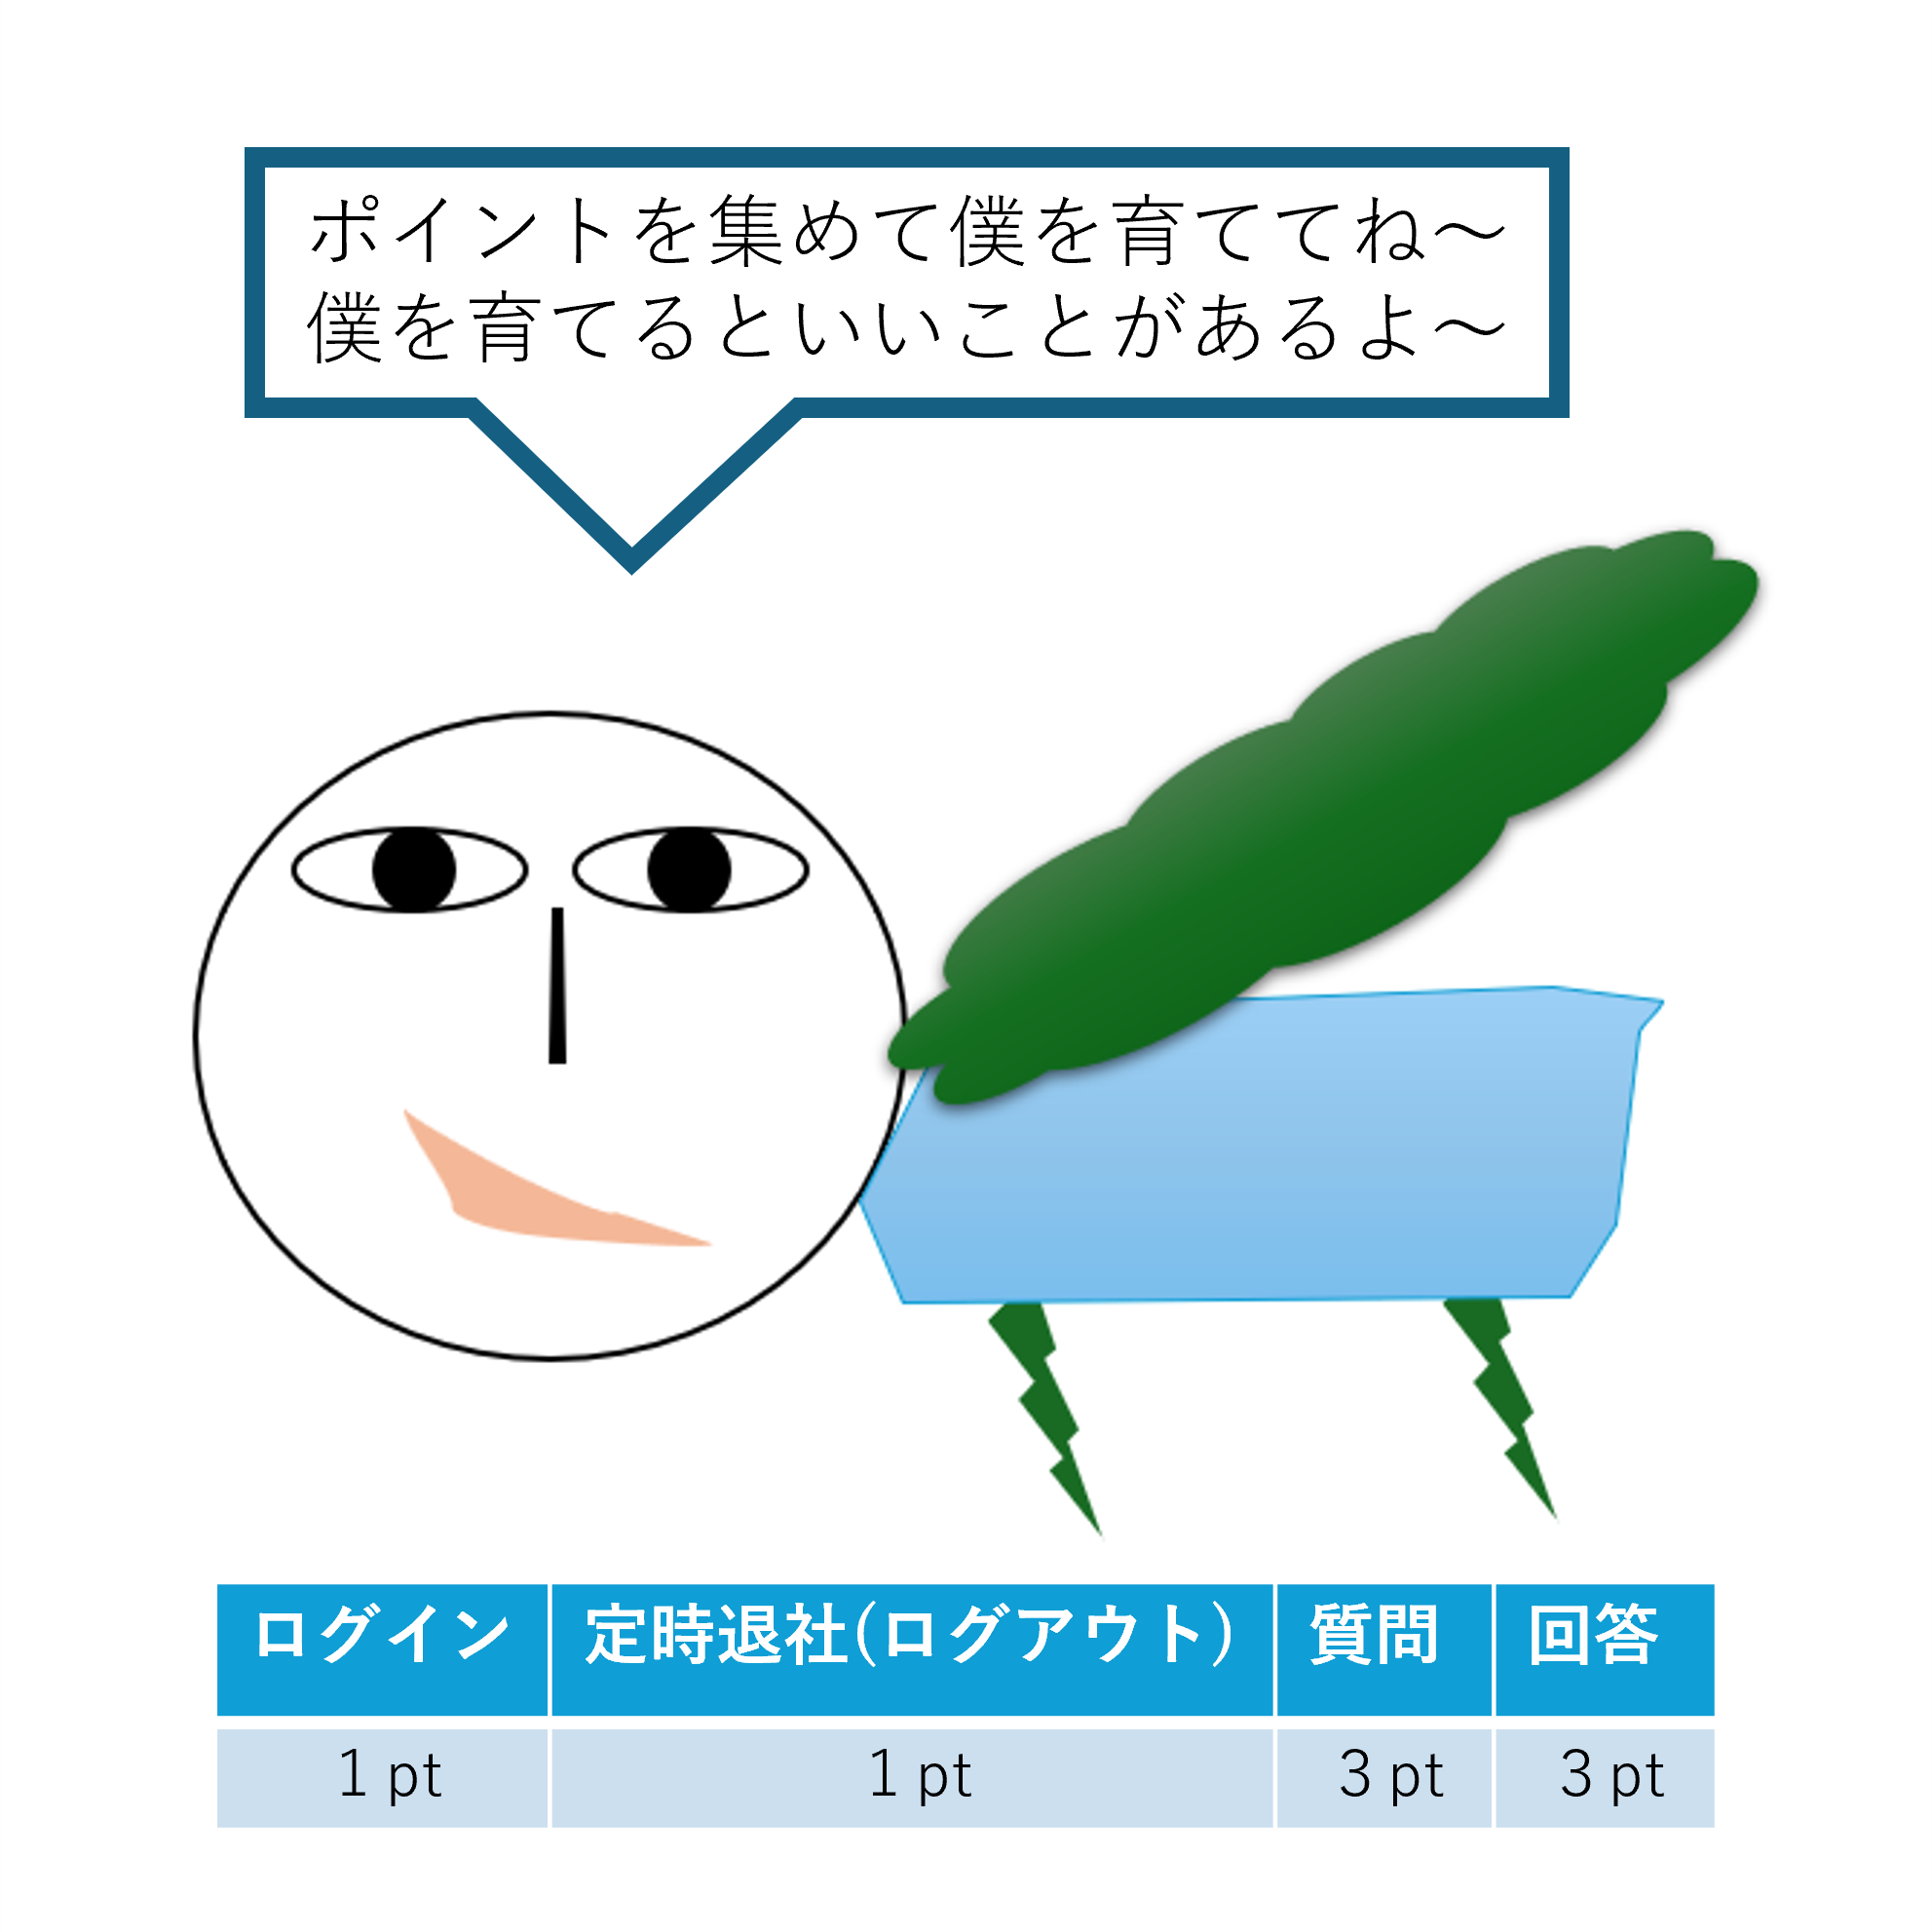 ポイントを集めて僕を育ててね～
僕を育てるといいことがあるよ～
ログイン 定時退社(ログアウト) 質問 回答
1 pt 1 pt 3 pt 3 pt